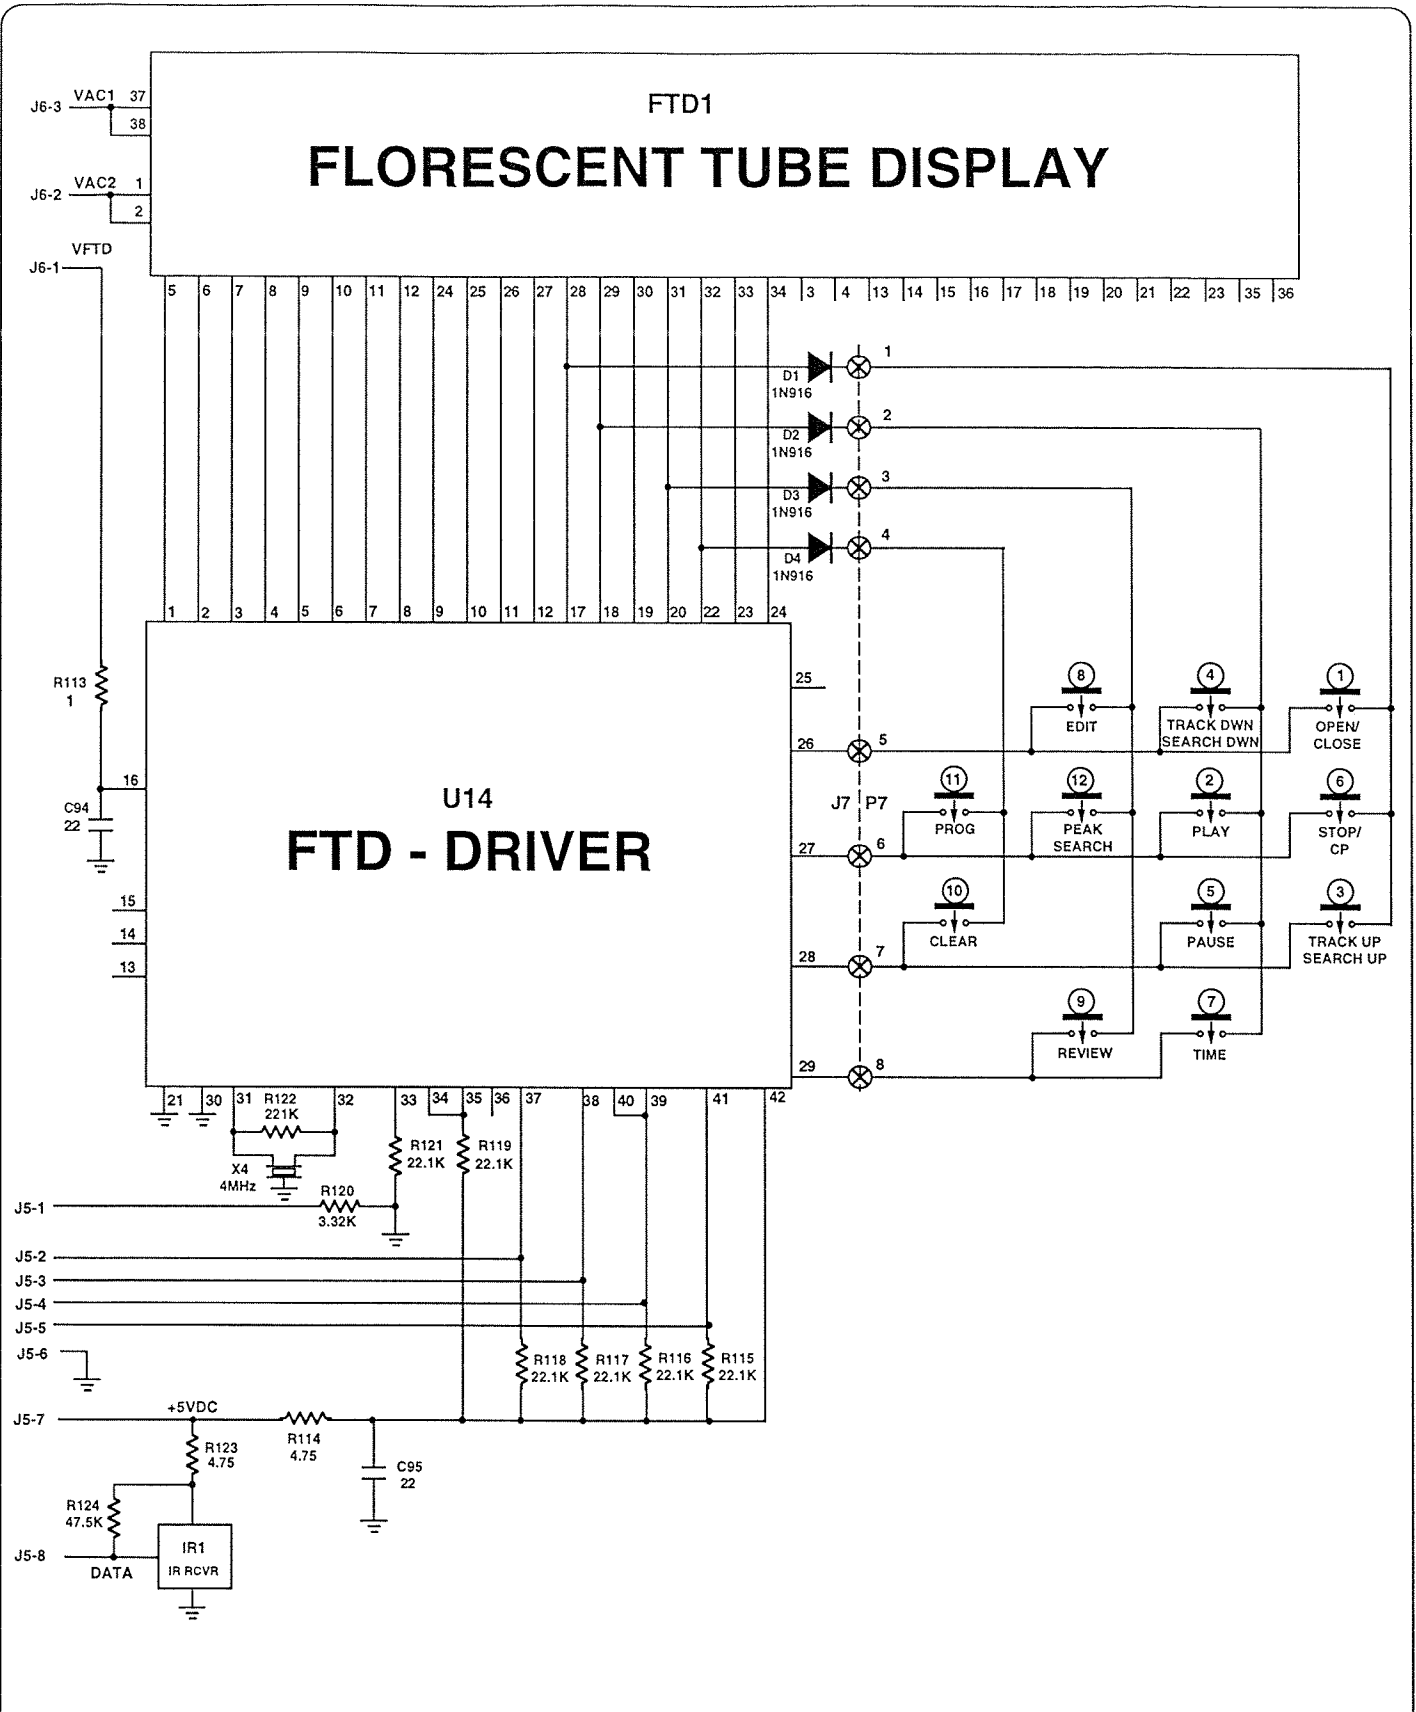 FTD1
FLORESCENT TUBE DISPLAY
J6-3 VAC1 37
38
J6-2 VAC2 1
2
VFTD
J6-1
5 6 7 8 9 10 11 12 24 25 26 27 28 29 30 31 32 33 34 3 4 13 14 15 16 17 18 19 20 21 22 23 35 36
D1
1N916
1
D2
1N916
2
D3
1N916
3
D4
1N916
4
1 2 3 4 5 6 7 8 9 10 11 12 17 18 19 20 22 23 24
R113
1
16
C94
22
15
14
13
U14
FTD - DRIVER
25
26
5
27
6
28
7
29
8
J7 P7
8
EDIT
4
TRACK DWN
SEARCH DWN
1
OPEN/
CLOSE
11
PROG
12
PEAK
SEARCH
2
PLAY
6
STOP/
CP
10
CLEAR
5
PAUSE
3
TRACK UP
SEARCH UP
9
REVIEW
7
TIME
21 30 31 32 33 34 35 36 37 38 40 39 41 42
R122
221K
X4
4MHz
R121
22.1K
R119
22.1K
J5-1
R120
3.32K
J5-2
J5-3
J5-4
J5-5
J5-6
R118
22.1K
R117
22.1K
R116
22.1K
R115
22.1K
J5-7
+5VDC
R114
4.75
R123
4.75
C95
22
R124
47.5K
J5-8
DATA
IR1
IR RCVR